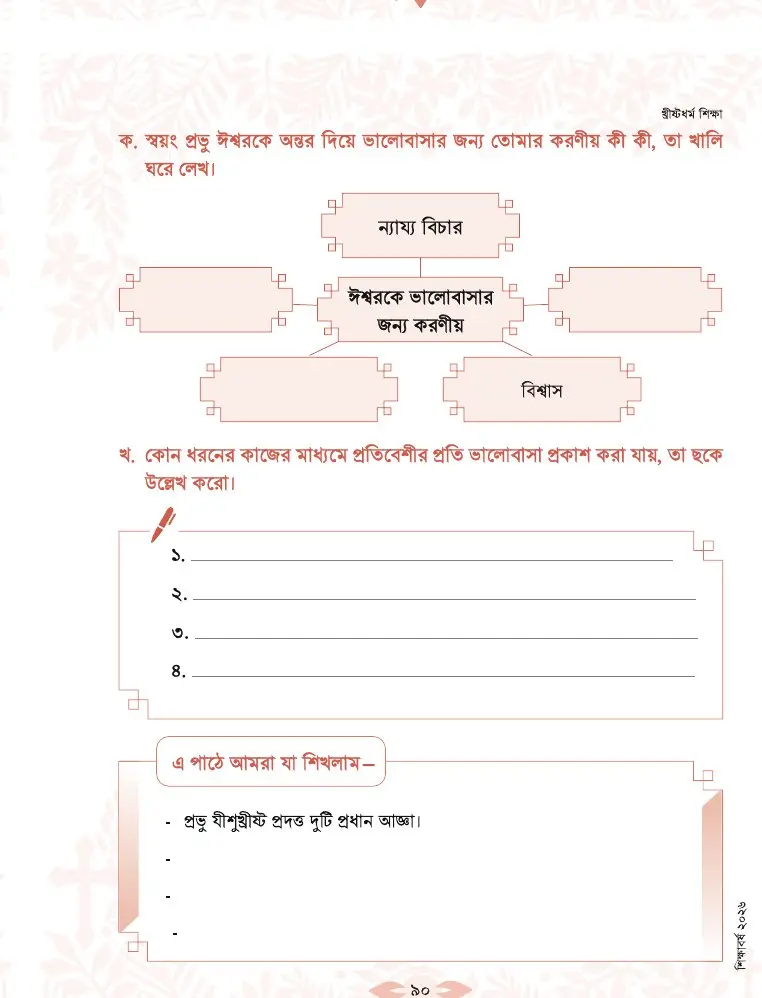 খ্রীষ্টধর্ম শিক্ষা
ক. স্বয়ং প্রভু ঈশ্বরকে অন্তর দিয়ে ভালোবাসার জন্য তোমার করণীয় কী কী, তা খালি
ঘরে লেখ।
ন্যায্য বিচার
ঈশ্বরকে ভালোবাসার
জন্য করণীয়
বিশ্বাস
খ. কোন ধরনের কাজের মাধ্যমে প্রতিবেশীর প্রতি ভালোবাসা প্রকাশ করা যায়, তা ছকে
উল্লেখ করো।
১.
২.
৩.
৪.
এ পাঠে আমরা যা শিখলাম–
- প্রভু যীশুখ্রীষ্ট প্রদত্ত দুটি প্রধান আজ্ঞা।
-
-
-
শিক্ষাবর্ষ ২০২৬
৯০